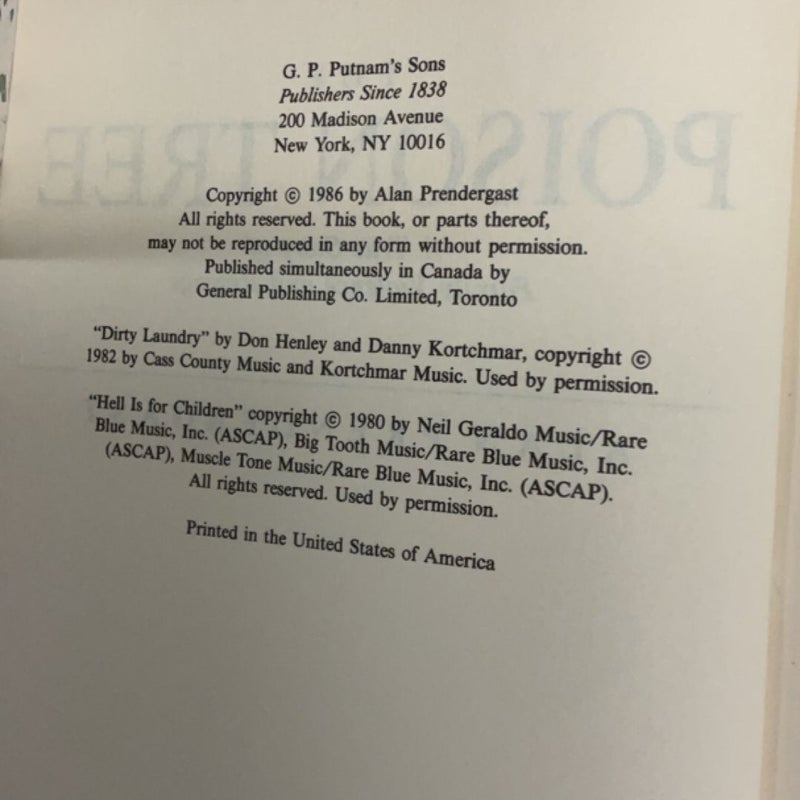 G. P. Putnam's Sons
Publishers Since 1838
200 Madison Avenue
New York, NY 10016
POISON TREE
Copyright © 1986 by Alan Prendergast
All rights reserved. This book, or parts thereof,
may not be reproduced in any form without permission.
Published simultaneously in Canada by
General Publishing Co. Limited, Toronto
"Dirty Laundry" by Don Henley and Danny Kortchmar, copyright ©
1982 by Cass County Music and Kortchmar Music. Used by permission.
"Hell Is for Children" copyright © 1980 by Neil Geraldo Music/Rare
Blue Music, Inc. (ASCAP), Big Tooth Music/Rare Blue Music, Inc.
(ASCAP), Muscle Tone Music/Rare Blue Music, Inc. (ASCAP).
All rights reserved. Used by permission.
Printed in the United States of America